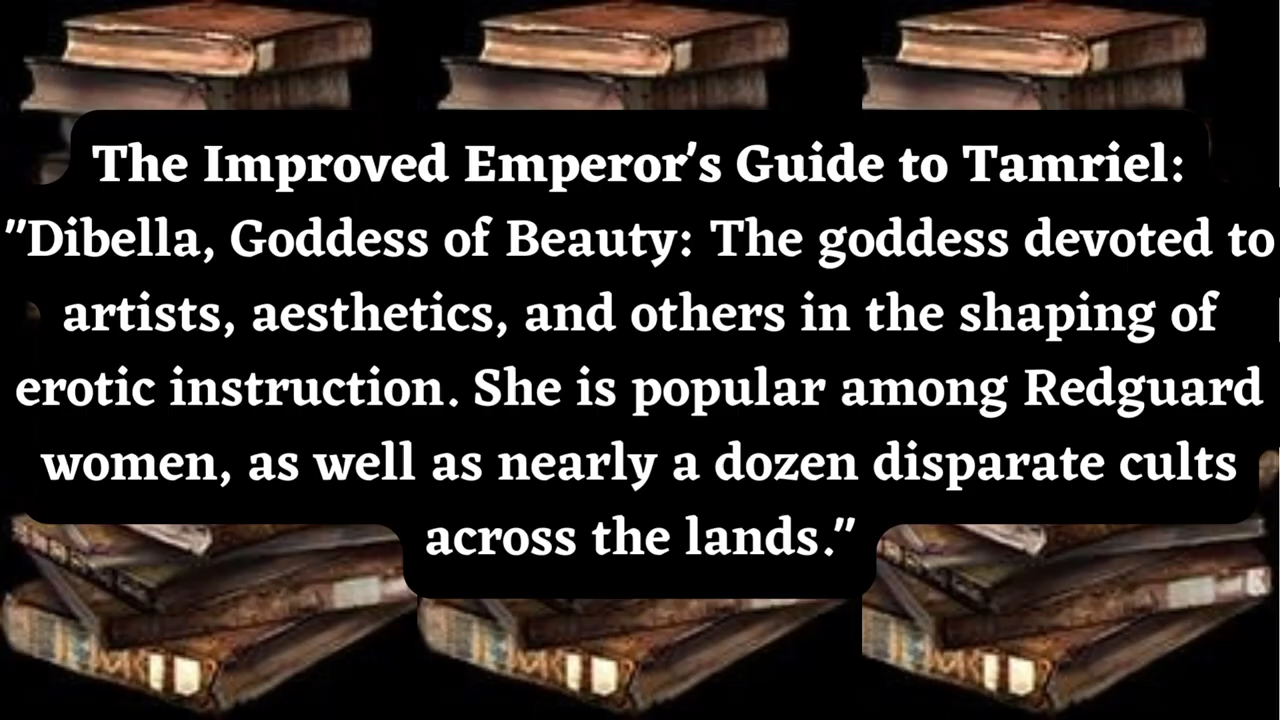 The Improved Emperor's Guide to Tamriel:
"Dibella, Goddess of Beauty: The goddess devoted to
artists, aesthetics, and others in the shaping of
erotic instruction. She is popular among Redguard
women, as well as nearly a dozen disparate cults
across the lands."